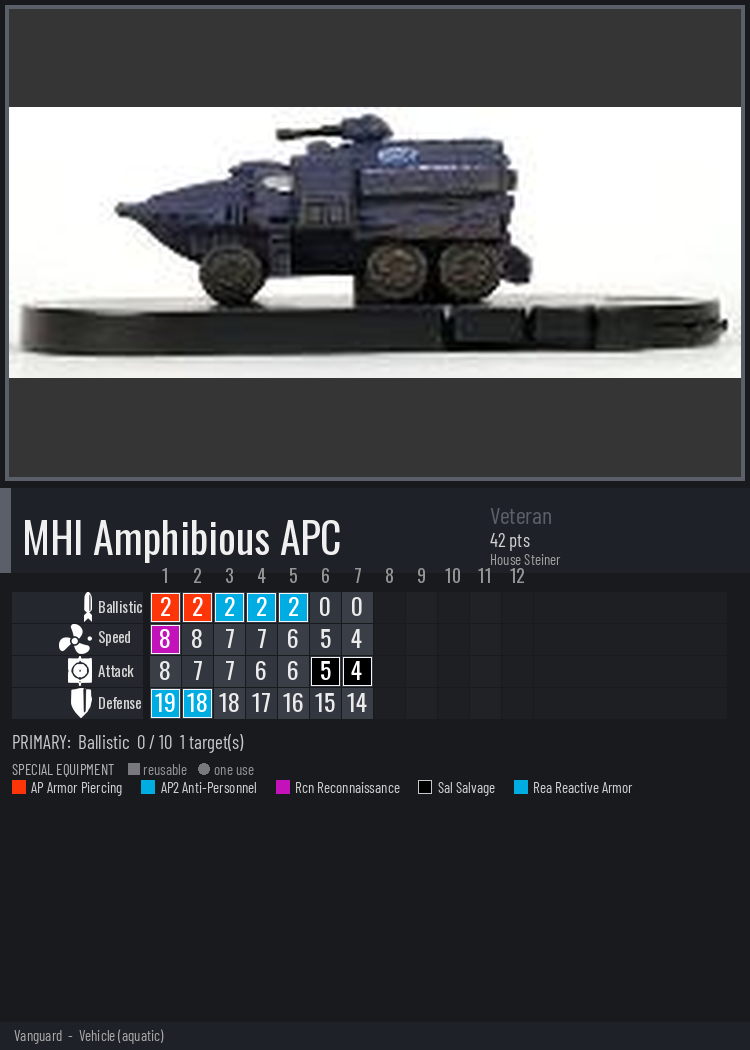 MHI Amphibious APC
Veteran
42 pts
House Steiner
1 2 3 4 5 6 7 8 9 10 11 12
Ballistic 2 2 2 2 2 0 0
Speed 8 8 7 7 6 5 4
Attack 8 7 7 6 6 5 4
Defense 19 18 18 17 16 15 14
PRIMARY: Ballistic 0 / 10 1 target(s)
SPECIAL EQUIPMENT reusable one use
AP Armor Piercing AP2 Anti-Personnel Rcn Reconnaissance Sal Salvage Rea Reactive Armor
Vanguard - Vehicle (aquatic)